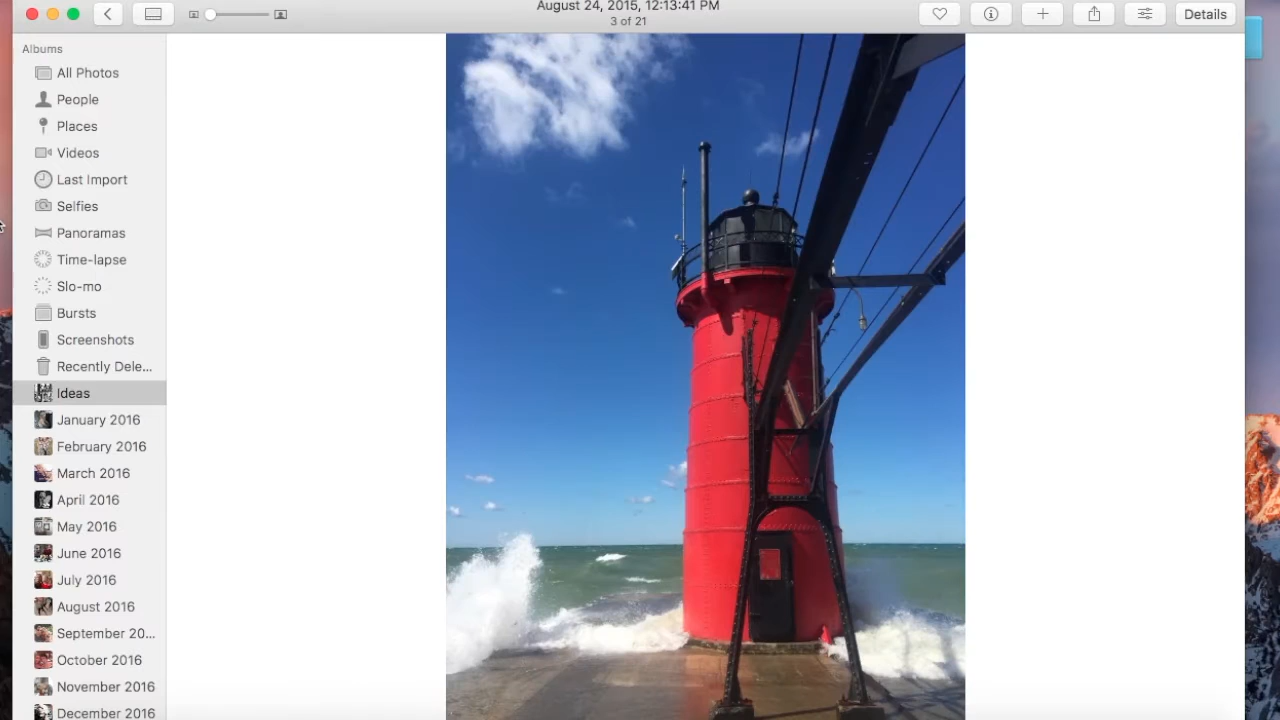 August 24, 2015, 12:13:41 PM
3 of 21
Details
Albums
All Photos
People
Places
Videos
Last Import
Selfies
Panoramas
Time-lapse
Slo-mo
Bursts
Screenshots
Recently Dele...
Ideas
January 2016
February 2016
March 2016
April 2016
May 2016
June 2016
July 2016
August 2016
September 20...
October 2016
November 2016
December 2016